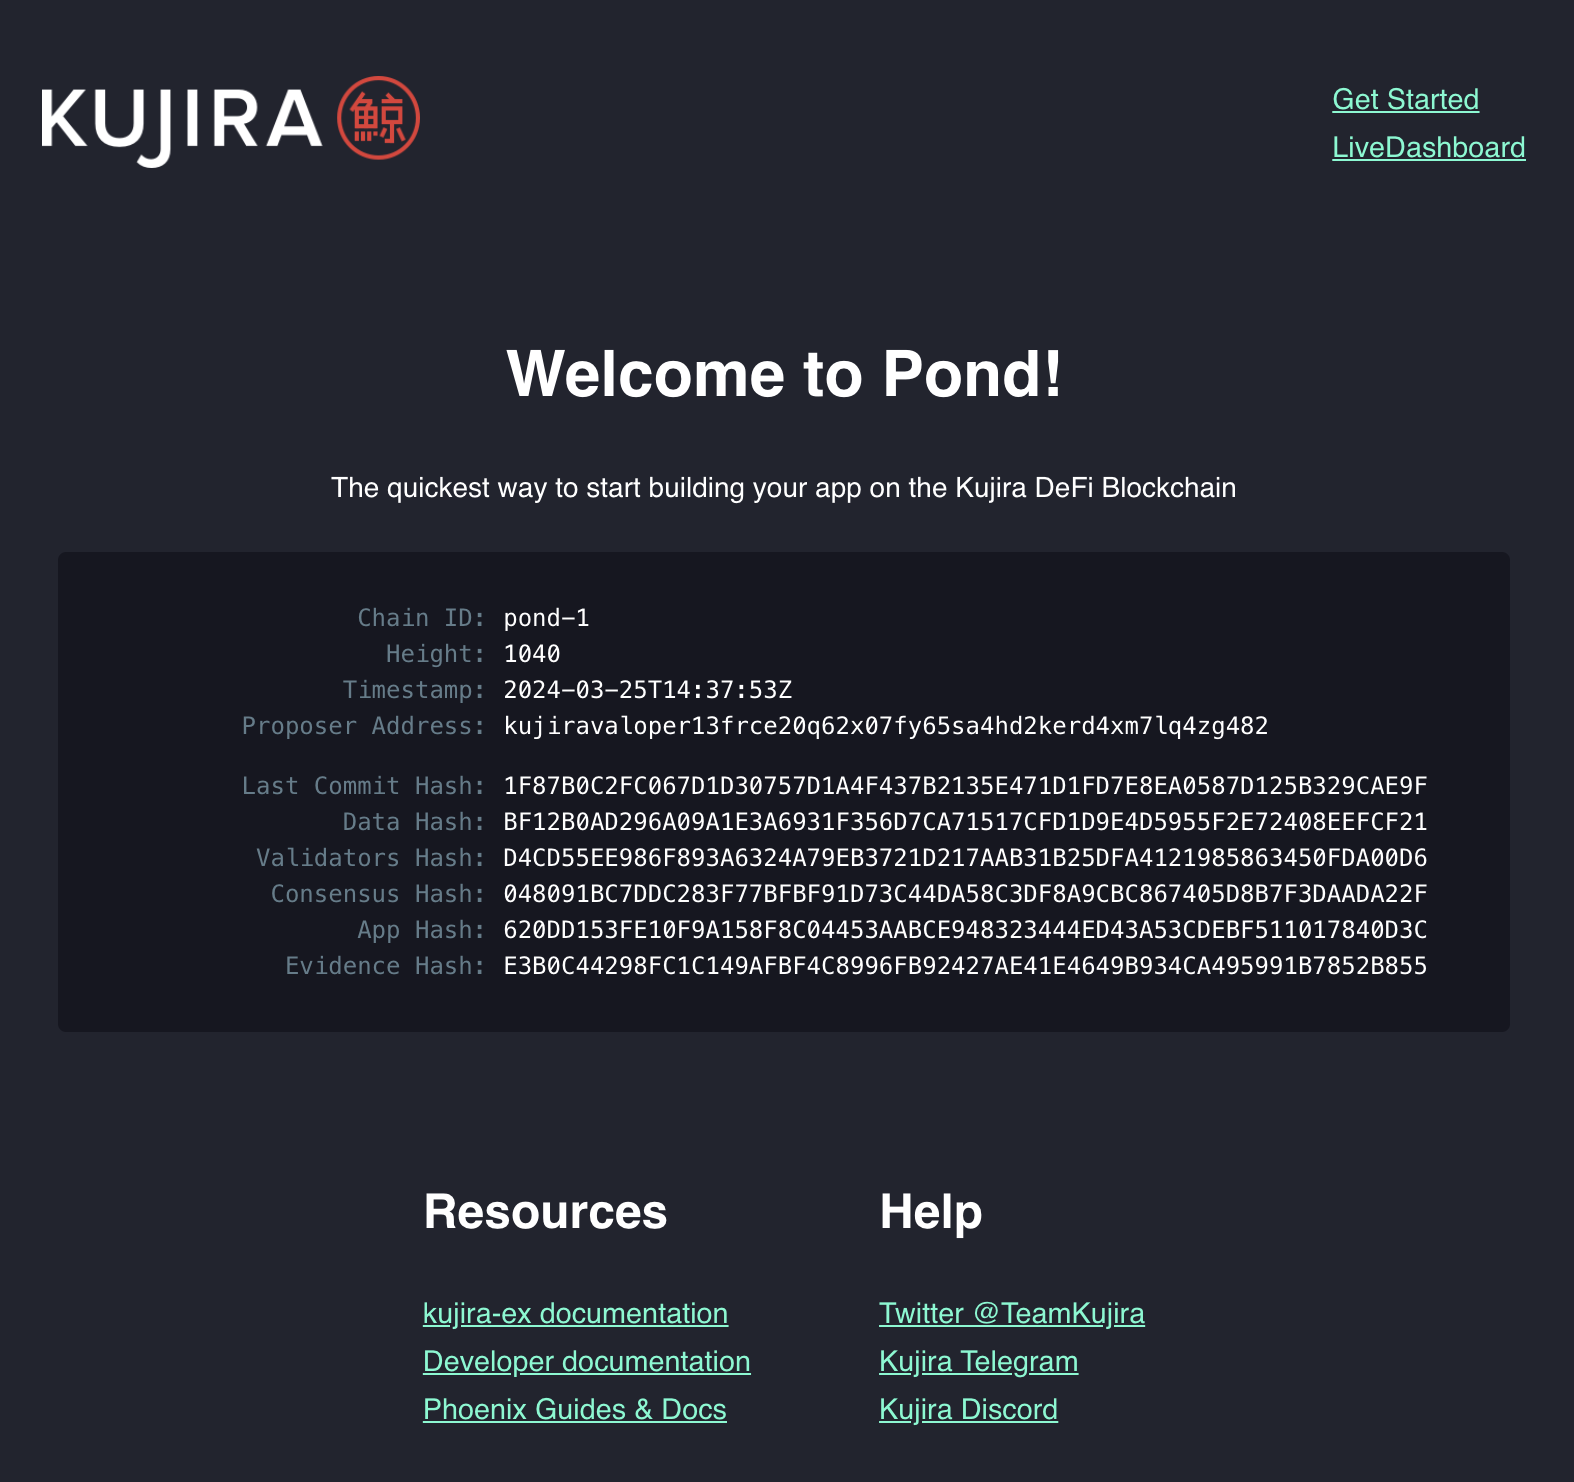 KUJIRA 鯨
Get Started
LiveDashboard
Welcome to Pond!
The quickest way to start building your app on the Kujira DeFi Blockchain
Chain ID: pond-1
Height: 1040
Timestamp: 2024-03-25T14:37:53Z
Proposer Address: kujiravaloper13frce20q62x07fy65sa4hd2kerd4xm7lq4zg482
Last Commit Hash: 1F87B0C2FC067D1D30757D1A4F437B2135E471D1FD7E8EA0587D125B329CAE9F
Data Hash: BF12B0AD296A09A1E3A6931F356D7CA71517CFD1D9E4D5955F2E72408EEFCF21
Validators Hash: D4CD55EE986F893A6324A79EB3721D217AAB31B25DFA4121985863450FDA00D6
Consensus Hash: 048091BC7DDC283F77BFBF91D73C44DA58C3DF8A9CBC867405D8B7F3DAADA22F
App Hash: 620DD153FE10F9A158F8C04453AABCE948323444ED43A53CDEBF511017840D3C
Evidence Hash: E3B0C44298FC1C149AFBF4C8996FB92427AE41E4649B934CA495991B7852B855
Resources
kujira-ex documentation
Developer documentation
Phoenix Guides & Docs
Help
Twitter @TeamKujira
Kujira Telegram
Kujira Discord